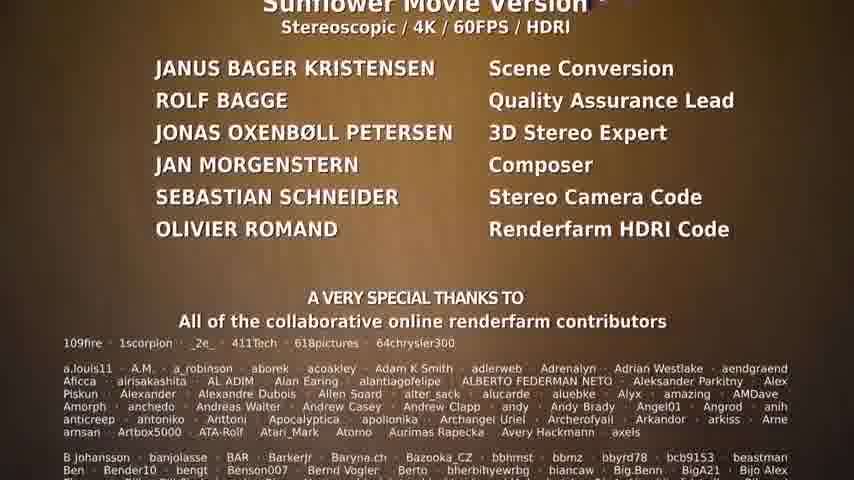 Sunflower Movie Version
Stereoscopic / 4K / 60FPS / HDRI
JANUS BAGER KRISTENSEN Scene Conversion
ROLF BAGGE Quality Assurance Lead
JONAS OXENBØLL PETERSEN 3D Stereo Expert
JAN MORGENSTERN Composer
SEBASTIAN SCHNEIDER Stereo Camera Code
OLIVIER ROMAND Renderfarm HDRI Code
A VERY SPECIAL THANKS TO
All of the collaborative online renderfarm contributors
109fire · 1scorpion · _2e_ · 411Tech · 618pictures · 64chrysler300
a.louis11 · A.M. · a_robinson · aborek · acoakley · Adam K Smith · adlerweb · Adrenalyn · Adrian Westlake · aendgraend
Aficca · airisakashita · AL ADIM · Alan Earing · alantiagofelipe · ALBERTO FEDERMAN NETO · Aleksander Parkitny · Alex
Piskun · Alexander · Alexandre Dubois · Allen Soard · alter_sack · alucarde · aluebke · Alyx · amazing · AMDave
Amorph · anchedo · Andreas Walter · Andrew Casey · Andrew Clapp · andy · Andy Brady · Angel01 · Angrod · anih
anticreep · antoniko · Anttoni · Apocalyptica · apollonika · Archangel Uriel · Archerofyail · Arkandor · arkiss · Arne
arnsan · Artbox5000 · ATA-Rolf · Atari_Mark · Atomo · Aurimas Rapecka · Avery Hackmann · axels
B Johansson · banjolasse · BAR · BarkerJr · Baryna.ch · Bazooka_CZ · bbhmst · bbmz · bbyrd78 · bcb9153 · beastman
Ben · Bender10 · bengt · Benson007 · Bernd Vogler · Berto · bherbihyewrbg · biancaw · Big.Benn · BigA21 · Bijo Alex